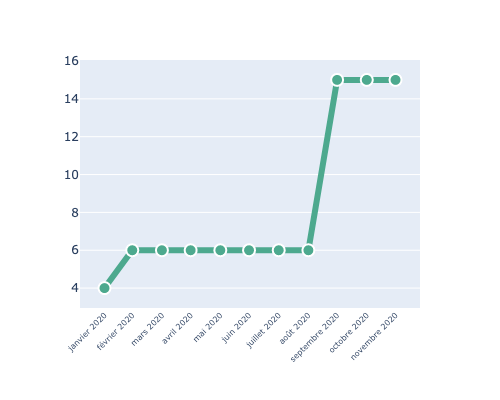 16
14
12
10
8
6
4
janvier 2020
février 2020
mars 2020
avril 2020
mai 2020
juin 2020
juillet 2020
août 2020
septembre 2020
octobre 2020
novembre 2020